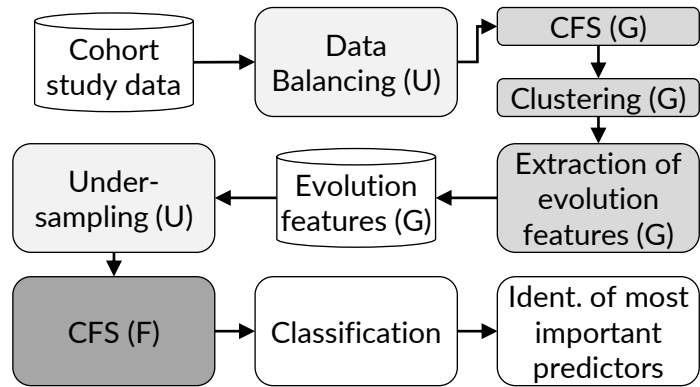 Cohort
study data
Data
Balancing (U)
CFS (G)
Clustering (G)
Extraction of
evolution
features (G)
Evolution
features (G)
Under-
sampling (U)
CFS (F)
Classification
Ident. of most
important
predictors